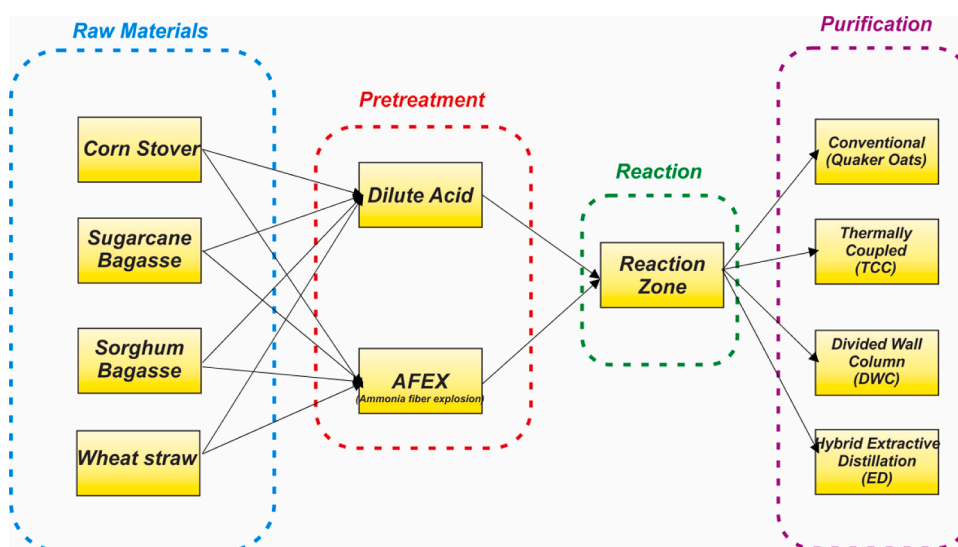 Raw Materials
Corn Stover
Sugarcane
Bagasse
Sorghum
Bagasse
Wheat straw
Pretreatment
Dilute Acid
AFEX
(Ammonia fiber explosion)
Reaction
Reaction
Zone
Purification
Conventional
(Quaker Oats)
Thermally
Coupled
(TCC)
Divided Wall
Column
(DWC)
Hybrid Extractive
Distillation
(ED)